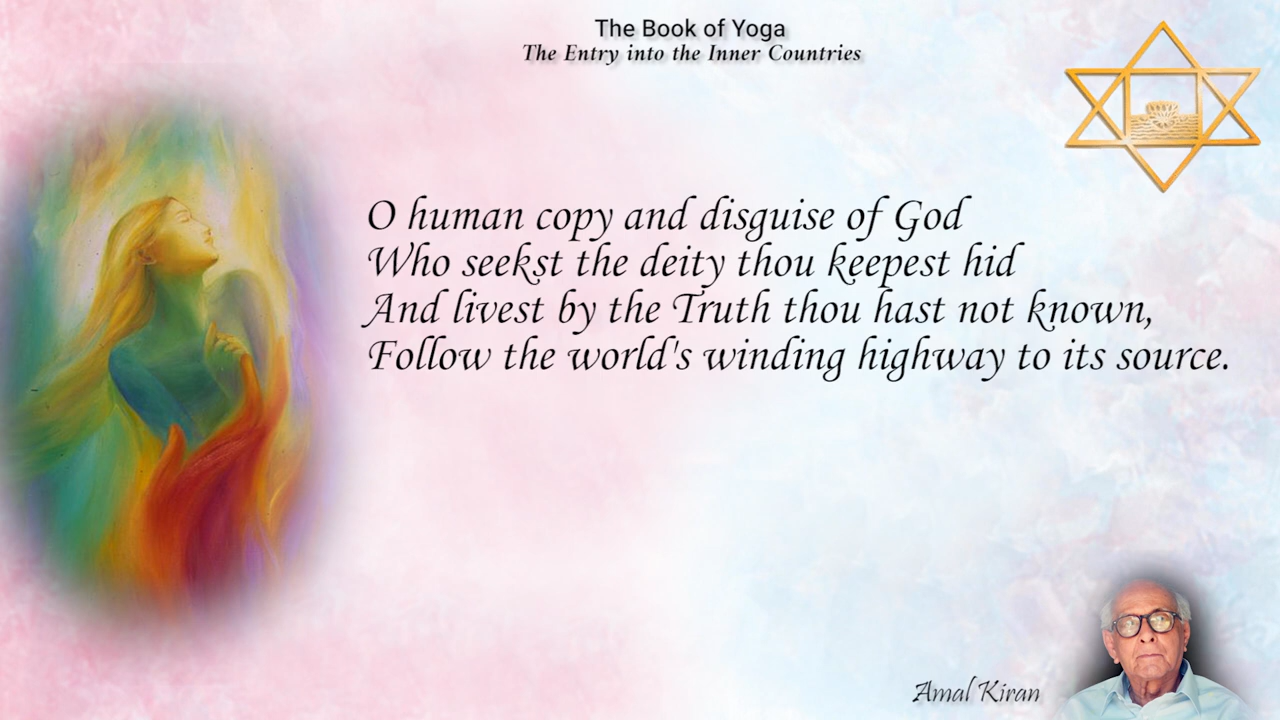 The Book of Yoga
The Entry into the Inner Countries
O human copy and disguise of God
Who seekst the deity thou keepest hid
And livest by the Truth thou hast not known,
Follow the world's winding highway to its source.
Amal Kiran